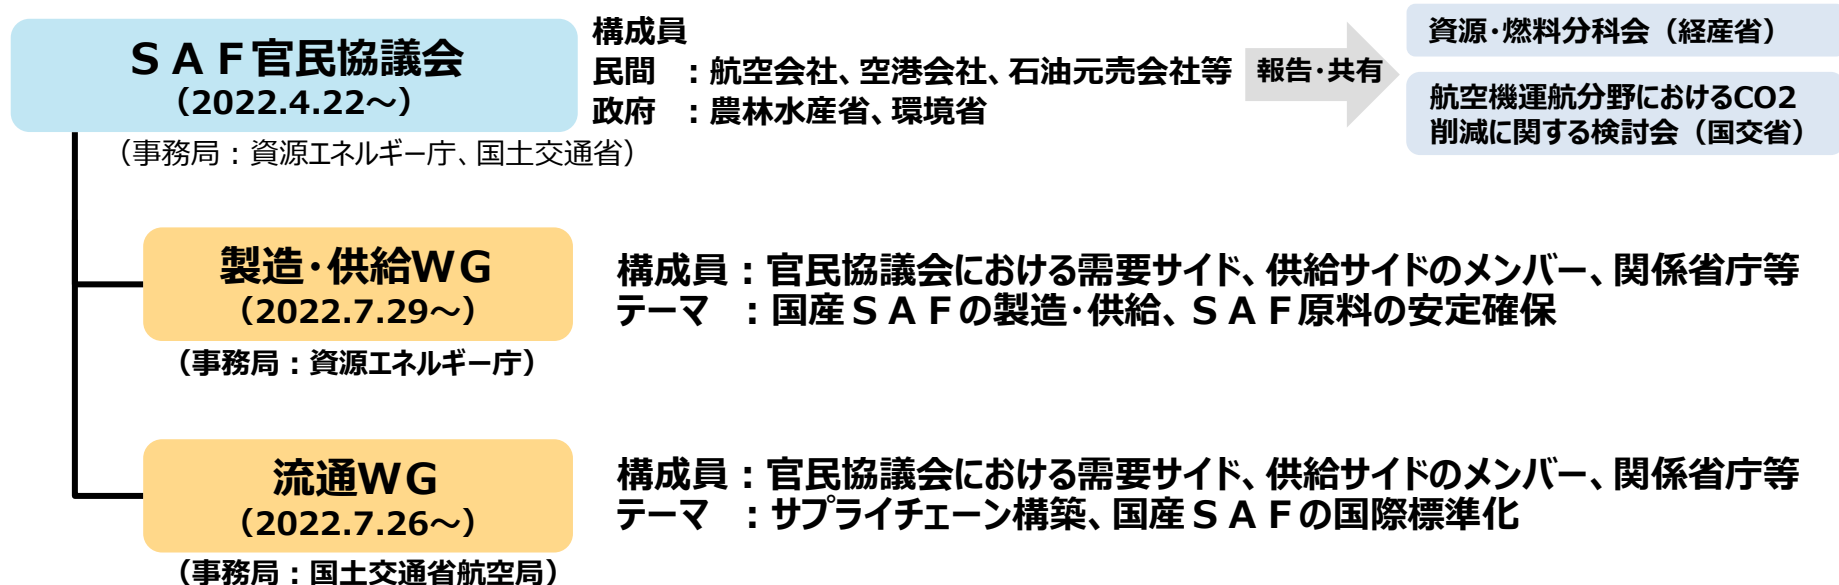 ＳＡＦ官民協議会
（2022.4.22～）
（事務局：資源エネルギー庁、国土交通省）
構成員
民間　：航空会社、空港会社、石油元売会社等
政府　：農林水産省、環境省
報告・共有
資源・燃料分科会（経産省）
航空機運航分野におけるCO2
削減に関する検討会（国交省）
製造・供給ＷＧ
（2022.7.29～）
（事務局：資源エネルギー庁）
構成員：官民協議会における需要サイド、供給サイドのメンバー、関係省庁等
テーマ　：国産ＳＡＦの製造・供給、ＳＡＦ原料の安定確保
流通ＷＧ
（2022.7.26～）
（事務局：国土交通省航空局）
構成員：官民協議会における需要サイド、供給サイドのメンバー、関係省庁等
テーマ　：サプライチェーン構築、国産ＳＡＦの国際標準化